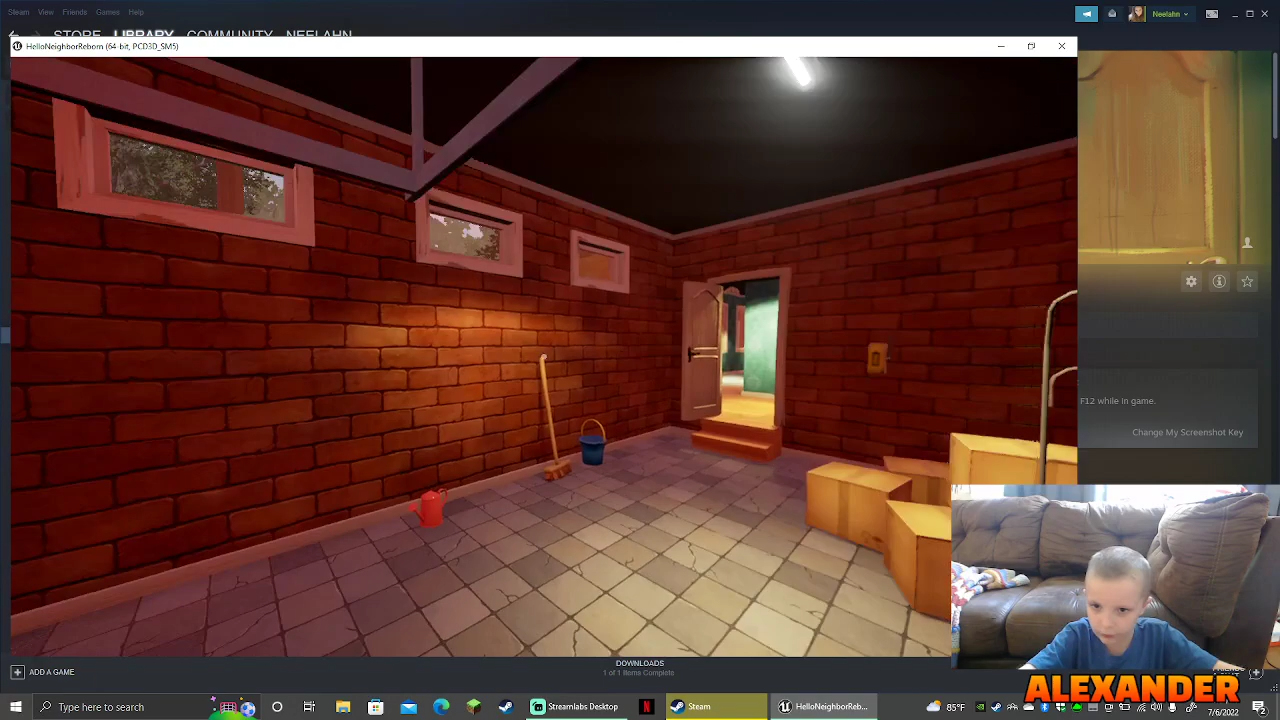 Steam View Friends Games Help
Neelahn
STORE LIBRARY COMMUNITY NEELAHN
HelloNeighborReborn (64-bit, PCD3D_SM5)
F12 while in game.
Change My Screenshot Key
ADD A GAME
DOWNLOADS
1 of 1 Items Complete
ALEXANDER
Type here to search
Streamlabs Desktop
N
Steam
HelloNeighborReb...
85°F
7/6/2022